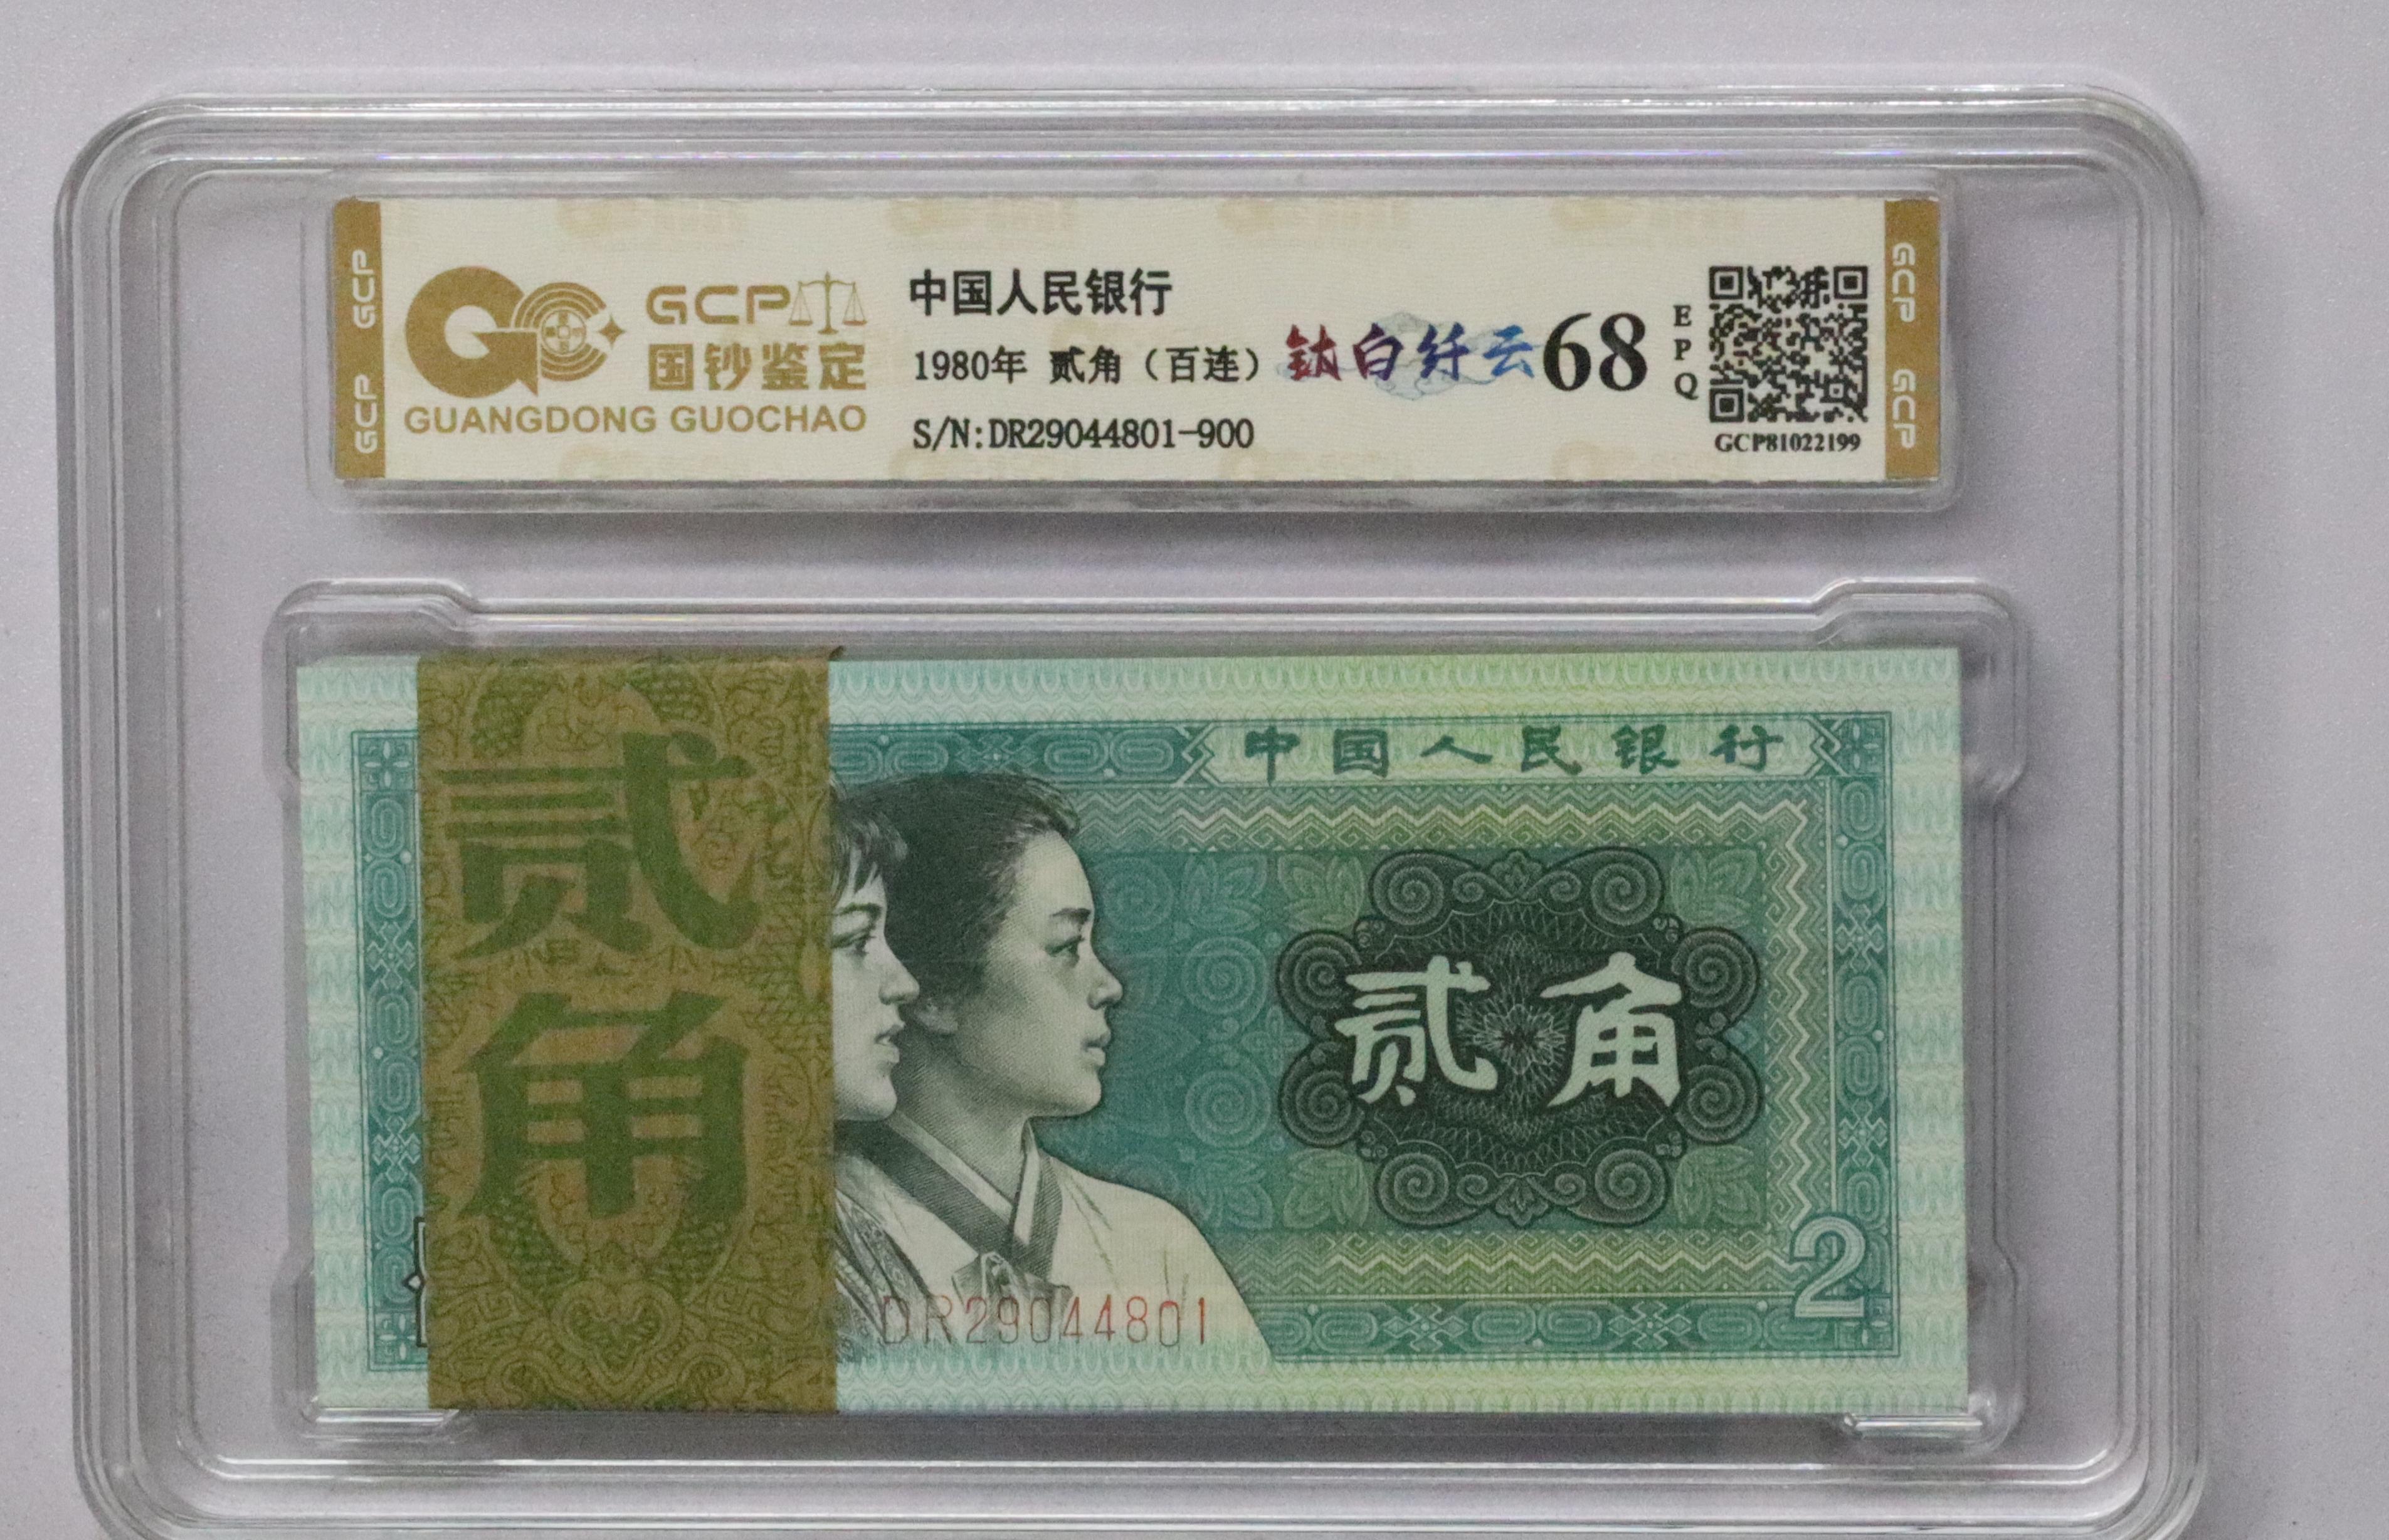 GCP GCP
GCP
国钞鉴定
GUANGDONG GUOCHAO
中国人民银行
1980年 贰角（百连）
S/N:DR29044801-900
钛白纤云68
EPQ
GCP81022199
GCP GCP
贰角
中国人民银行
贰角
2
DR29044801